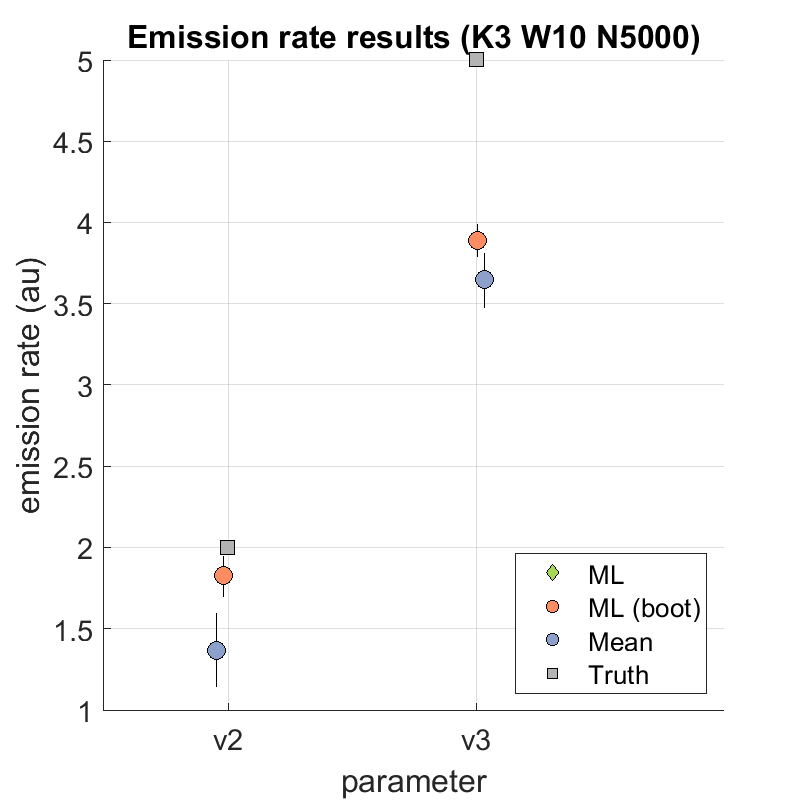 Emission rate results (K3 W10 N5000)
5
4.5
4
3.5
3
2.5
2
1.5
1
emission rate (au)
ML
ML (boot)
Mean
Truth
v2 v3
parameter